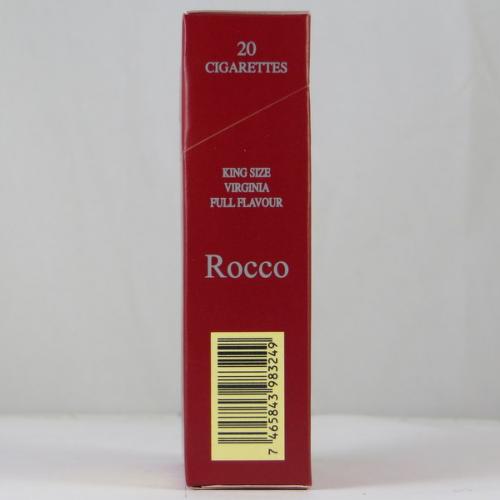 20
CIGARETTES
KING SIZE
VIRGINIA
FULL FLAVOUR
Rocco
7 465843 983249